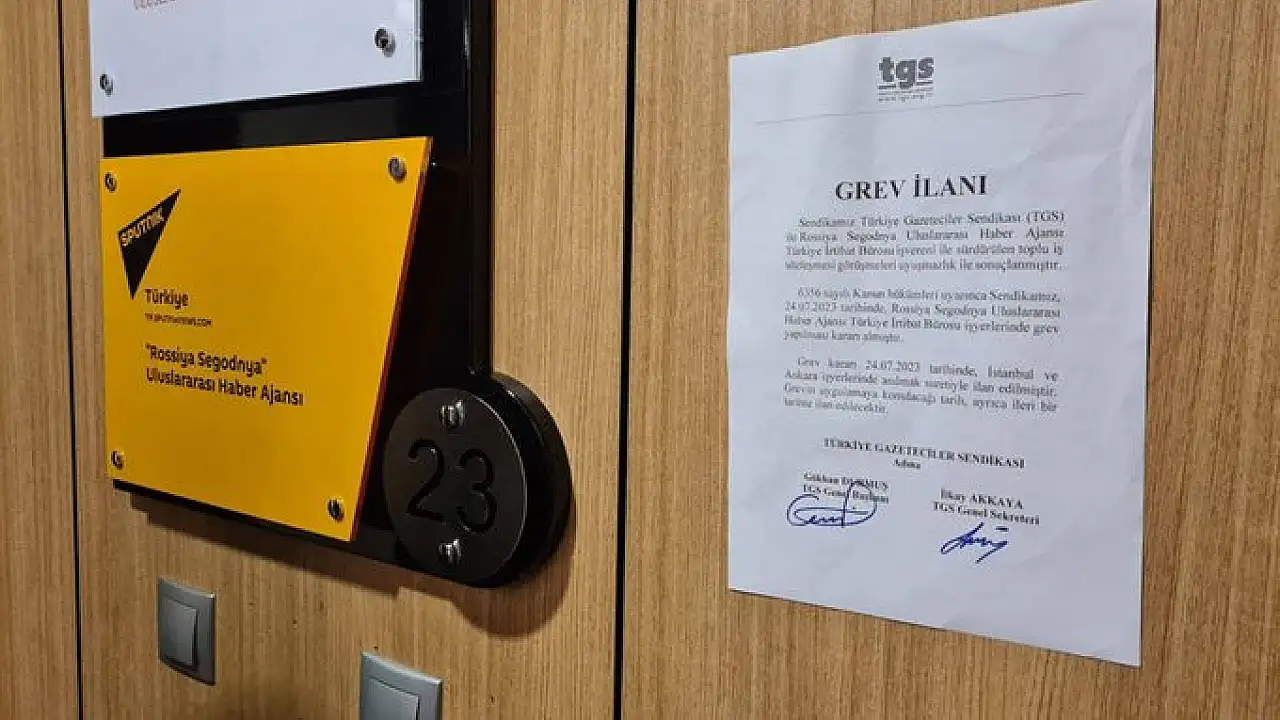 SPUTNIK
Türkiye
TR.SPUTNIKNEWS.COM
"Rossiya Segodnya"
Uluslararası Haber Ajansı
23
tgs
GREV İLANI
Sendikamız Türkiye Gazeteciler Sendikası (TGS)
ile Rossiya Segodnya Uluslararası Haber Ajansı
Türkiye İrtibat Bürosu işvereni ile sürdürülen toplu iş
sözleşmesi görüşmeleri uyuşmazlık ile sonuçlanmıştır.
6356 sayılı Kanun hükümleri uyarınca Sendikamız,
24.07.2023 tarihinde, Rossiya Segodnya Uluslararası
Haber Ajansı Türkiye İrtibat Bürosu işyerlerinde grev
yapılması kararı almıştır.
Grev kararı 24.07.2023 tarihinde, İstanbul ve
Ankara işyerlerinde asılmak suretiyle ilan edilmiştir.
Grevin uygulamaya konulacağı tarih, ayrıca ileri bir
tarihte ilan edilecektir.
TÜRKİYE GAZETECİLER SENDİKASI
Adına
Gökhan DURMUŞ
TGS Genel Başkanı
İlkay AKKAYA
TGS Genel Sekreteri